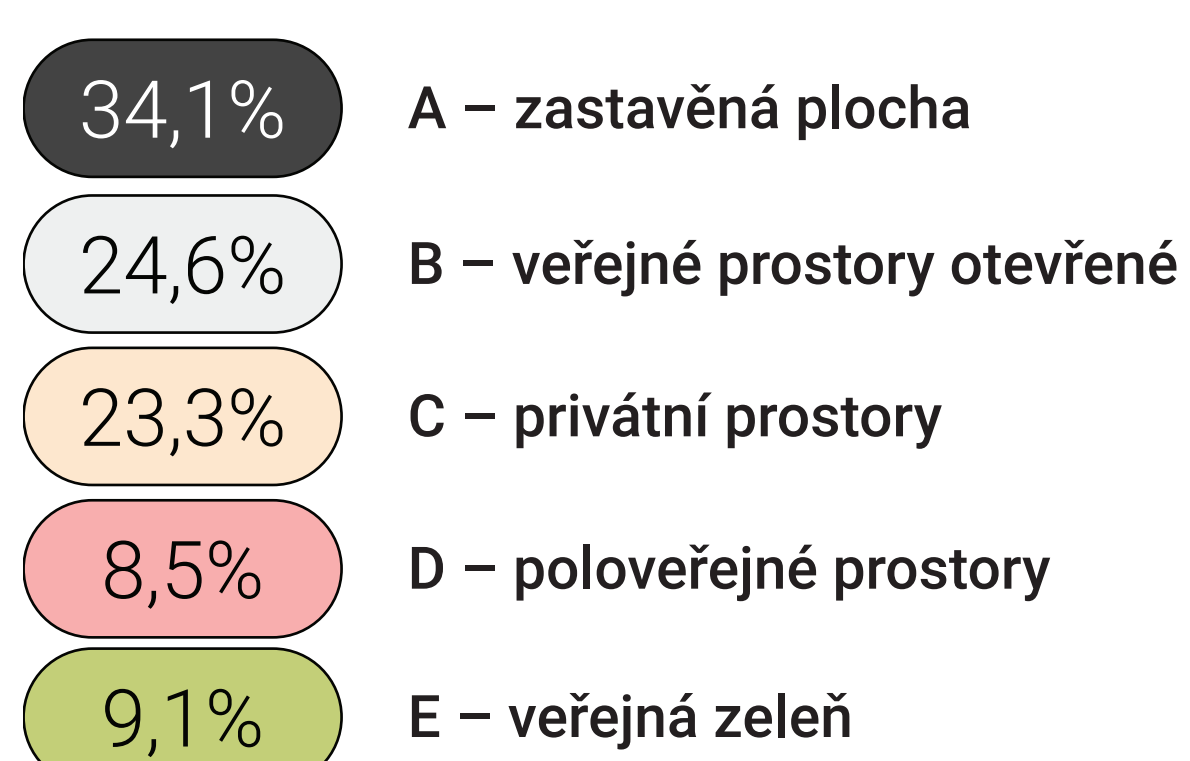 34,1% A – zastavěná plocha
24,6% B – veřejné prostory otevřené
23,3% C – privátní prostory
8,5% D – poloveřejné prostory
9,1% E – veřejná zeleň